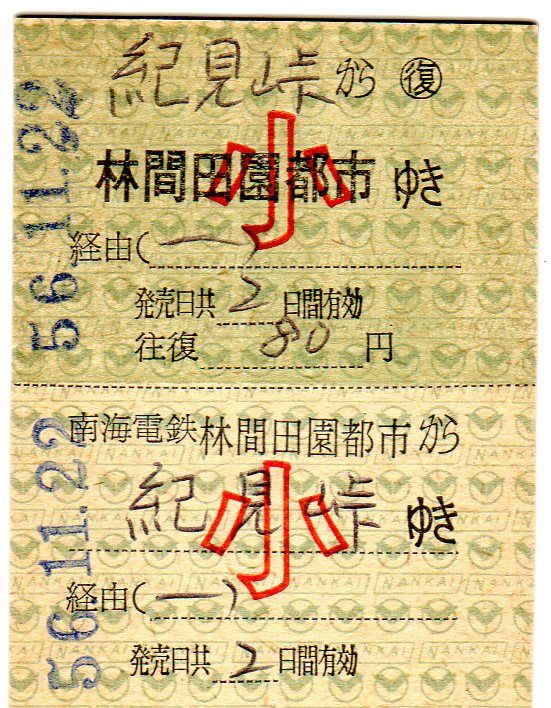 紀見峠 から 復
林間田園都市 ゆき
小
経由(―)
発売日共 2 日間有効
往復 80 円
56.11.22
南海電鉄 林間田園都市 から
紀見峠 ゆき
小
経由(―)
発売日共 2 日間有効
56.11.22
NANKAI